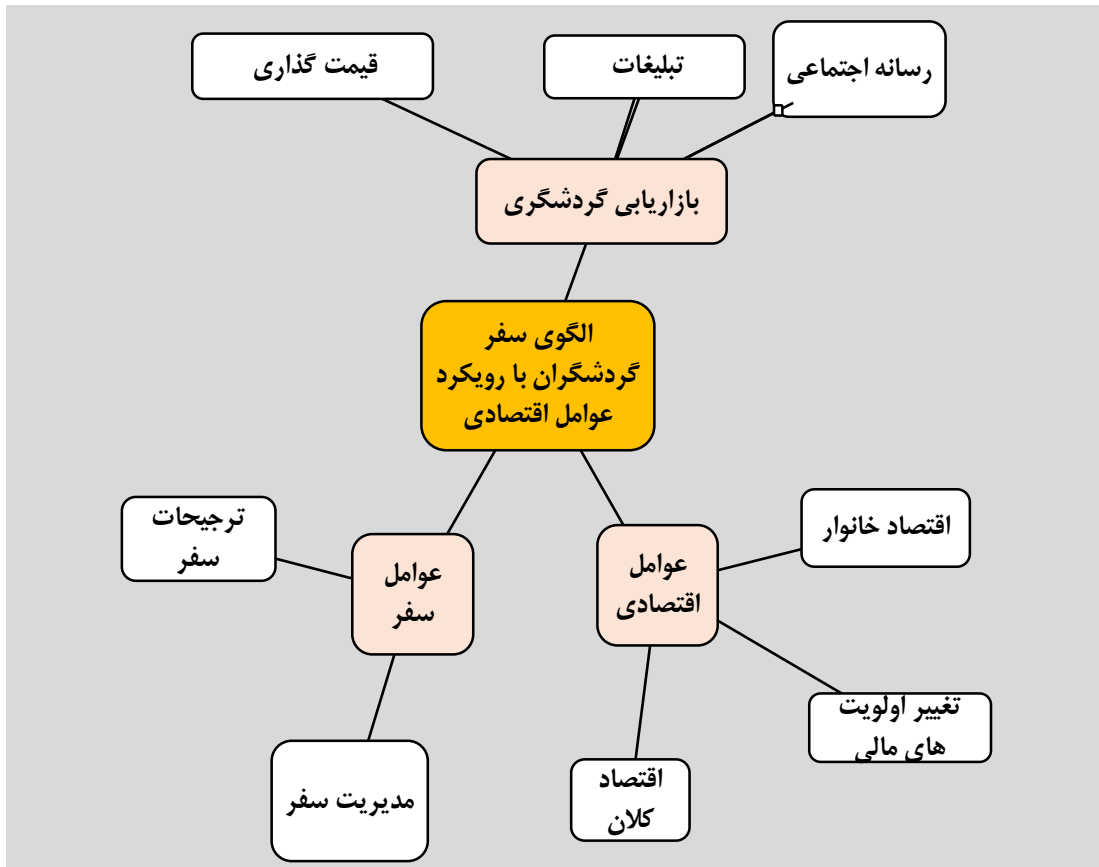 رسانه اجتماعی
تبلیغات
قیمت گذاری
بازاریابی گردشگری
الگوی سفر
گردشگران با رویکرد
عوامل اقتصادی
اقتصاد خانوار
ترجیحات
سفر
عوامل
اقتصادی
عوامل
سفر
تغییر اولویت
های مالی
اقتصاد
کلان
مدیریت سفر